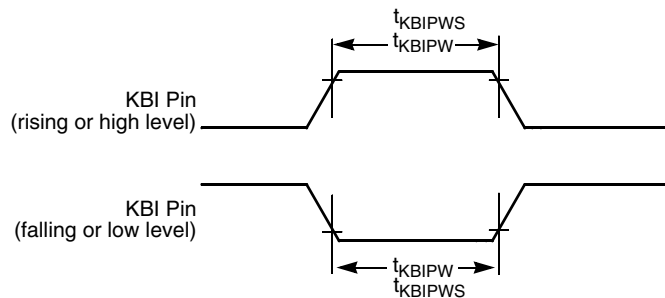 tKBIPWS
tKBIPW
KBI Pin
(rising or high level)
KBI Pin
(falling or low level)
tKBIPW
tKBIPWS